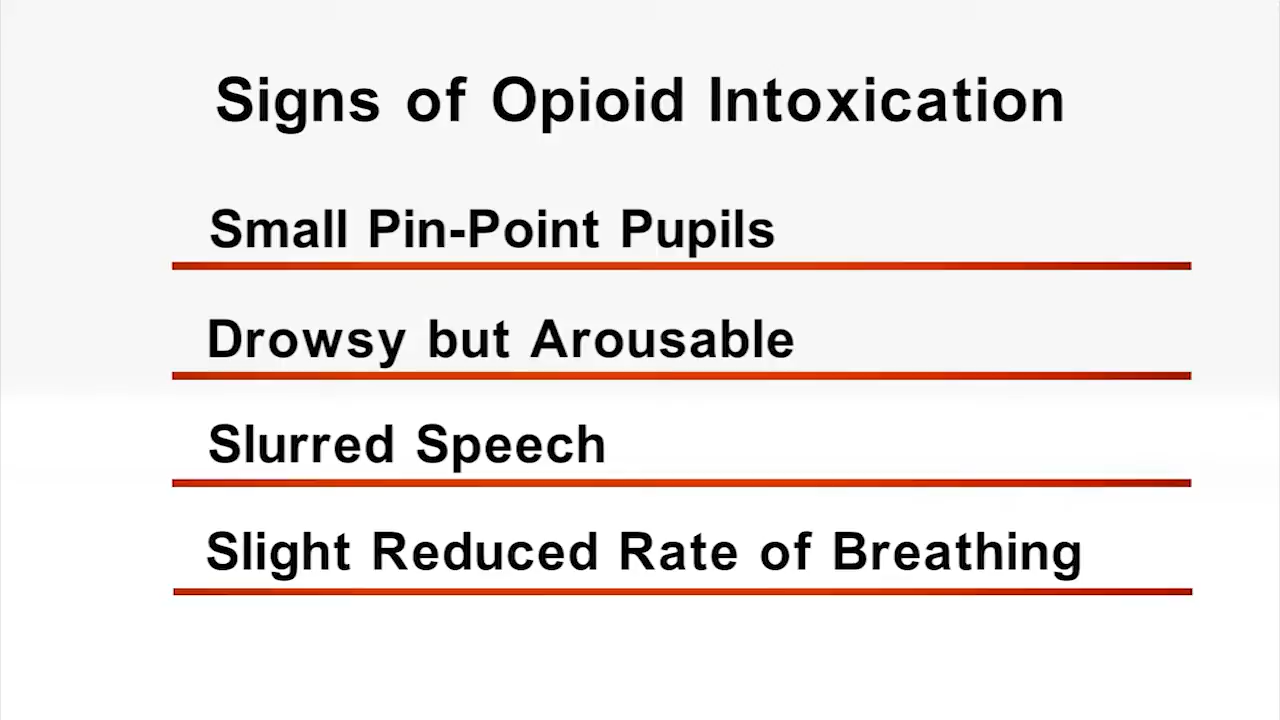 Signs of Opioid Intoxication
Small Pin-Point Pupils
Drowsy but Arousable
Slurred Speech
Slight Reduced Rate of Breathing